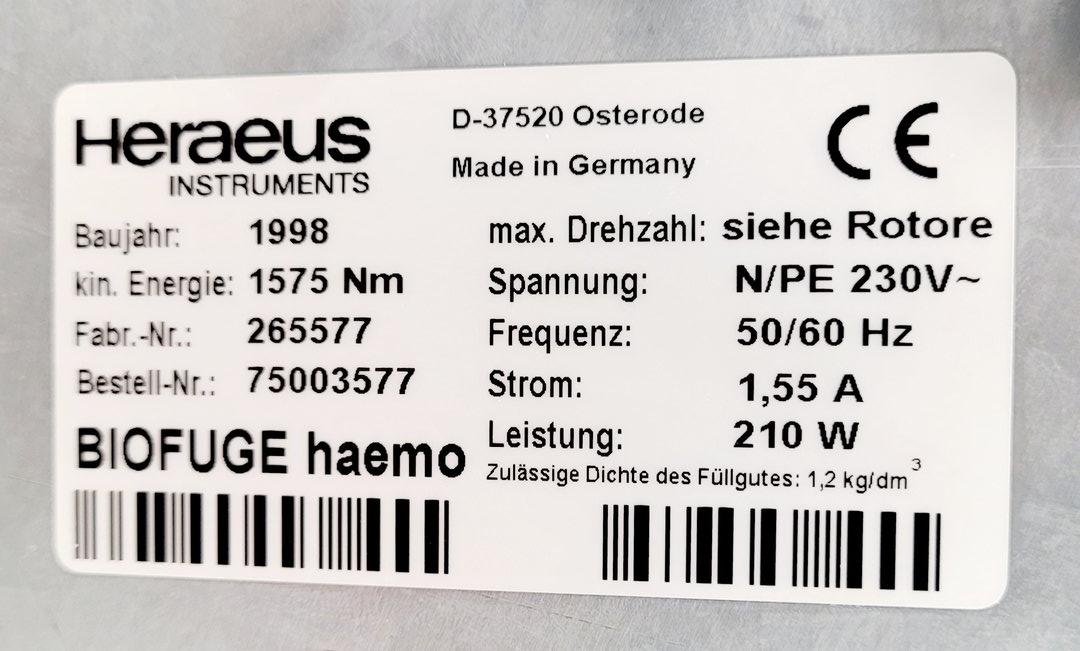 Heraeus
INSTRUMENTS
D-37520 Osterode
Made in Germany
CE
Baujahr: 1998
kin. Energie: 1575 Nm
Fabr.-Nr.: 265577
Bestell-Nr.: 75003577
BIOFUGE haemo
max. Drehzahl: siehe Rotore
Spannung: N/PE 230V~
Frequenz: 50/60 Hz
Strom: 1,55 A
Leistung: 210 W
Zulässige Dichte des Füllgutes: 1,2 kg/dm³